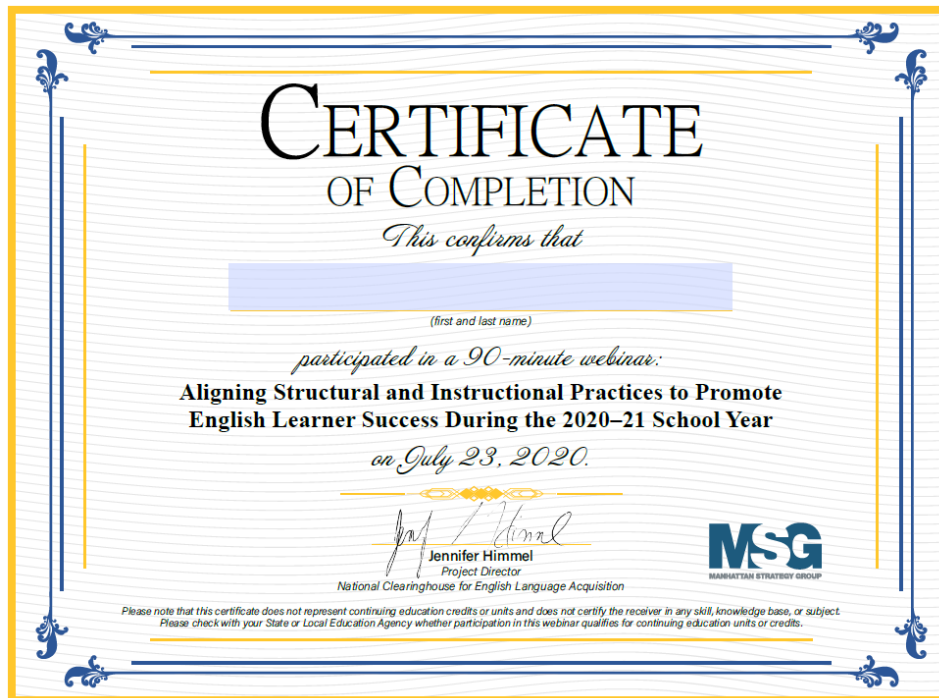 CERTIFICATE
OF COMPLETION
This confirms that
(first and last name)
participated in a 90-minute webinar:
Aligning Structural and Instructional Practices to Promote
English Learner Success During the 2020–21 School Year
on July 23, 2020.
Jennifer Himmel
Project Director
National Clearinghouse for English Language Acquisition
MSG
MANHATTAN STRATEGY GROUP
Please note that this certificate does not represent continuing education credits or units and does not certify the receiver in any skill, knowledge base, or subject.
Please check with your State or Local Education Agency whether participation in this webinar qualifies for continuing education units or credits.